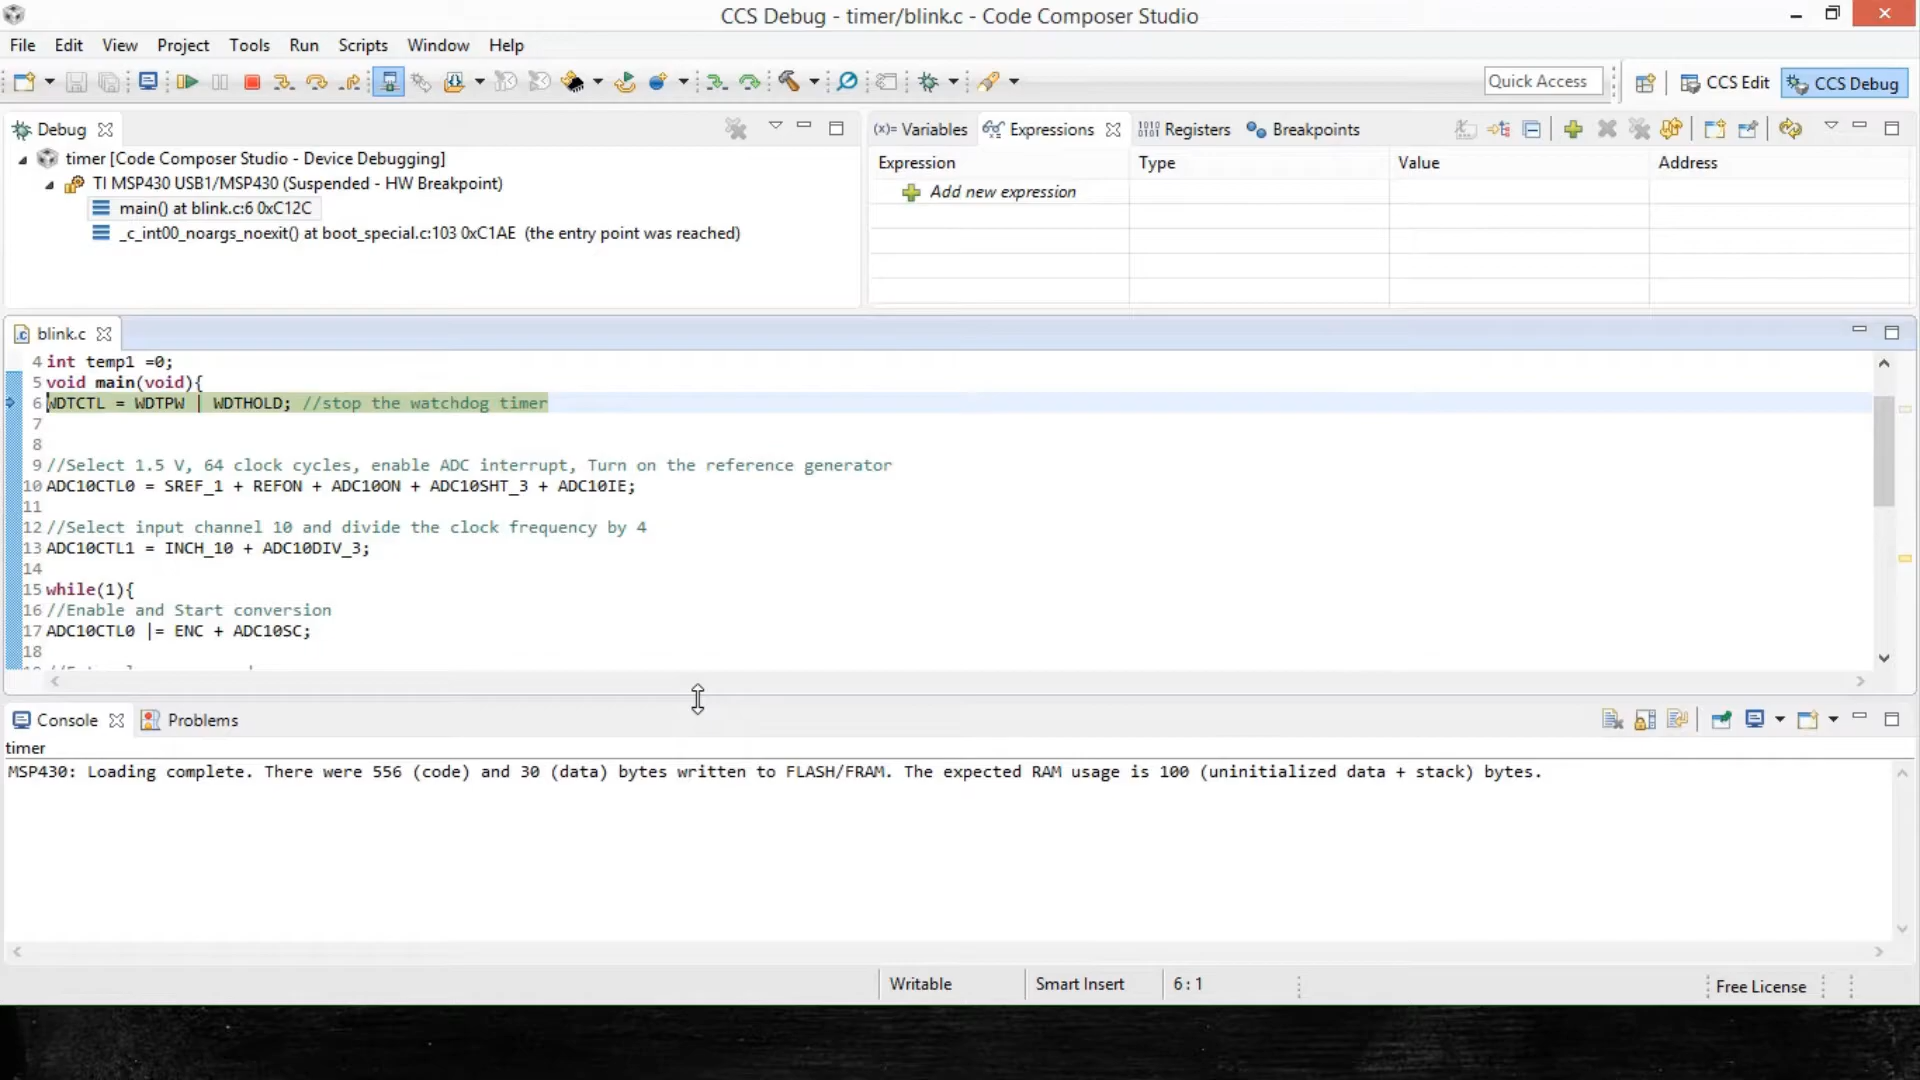 CCS Debug - timer/blink.c - Code Composer Studio
File Edit View Project Tools Run Scripts Window Help
Quick Access CCS Edit CCS Debug
Debug
timer [Code Composer Studio - Device Debugging]
TI MSP430 USB1/MSP430 (Suspended - HW Breakpoint)
main() at blink.c:6 0xC12C
_c_int00_noargs_noexit() at boot_special.c:103 0xC1AE (the entry point was reached)
(x)= Variables Expressions Registers Breakpoints
Expression Type Value Address
Add new expression
blink.c
4 int temp1 =0;
5 void main(void){
6 WDTCTL = WDTPW | WDTHOLD; //stop the watchdog timer
7
8
9 //Select 1.5 V, 64 clock cycles, enable ADC interrupt, Turn on the reference generator
10 ADC10CTL0 = SREF_1 + REFON + ADC10ON + ADC10SHT_3 + ADC10IE;
11
12 //Select input channel 10 and divide the clock frequency by 4
13 ADC10CTL1 = INCH_10 + ADC10DIV_3;
14
15 while(1){
16 //Enable and Start conversion
17 ADC10CTL0 |= ENC + ADC10SC;
18
Console Problems
timer
MSP430: Loading complete. There were 556 (code) and 30 (data) bytes written to FLASH/FRAM. The expected RAM usage is 100 (uninitialized data + stack) bytes.
Writable Smart Insert 6 : 1 Free License